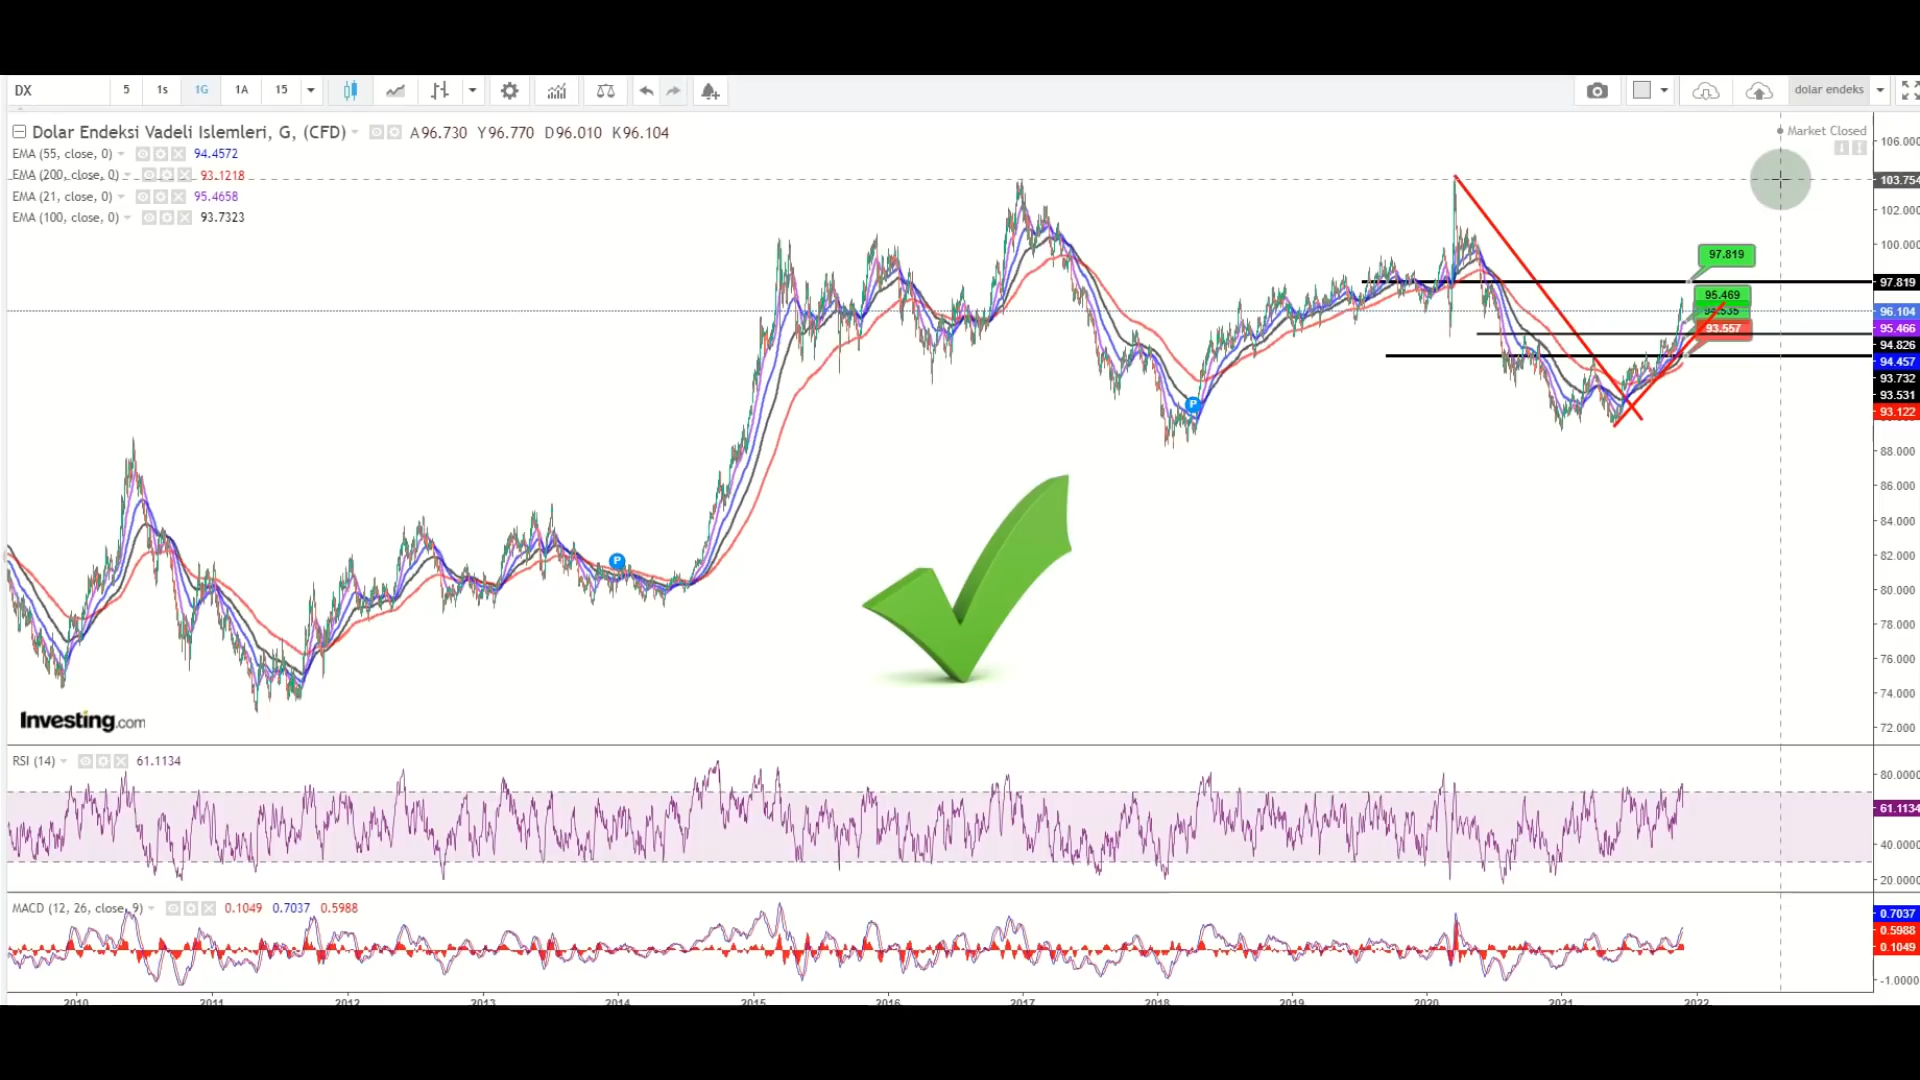 DX 5 1s 1G 1A 15 dolar endeks
Dolar Endeksi Vadeli Islemleri, G, (CFD) A96.730 Y96.770 D96.010 K96.104
Market Closed
EMA (55, close, 0) 94.4572
EMA (200, close, 0) 93.1218
EMA (21, close, 0) 95.4658
EMA (100, close, 0) 93.7323
106.000
103.754
102.000
100.000
97.819
97.819
95.469
96.104
93.557
95.466
94.826
94.457
93.732
93.531
93.122
P
88.000
86.000
84.000
82.000
P
80.000
78.000
76.000
74.000
72.000
Investing.com
RSI (14) 61.1134
80.0000
61.1134
40.0000
20.0000
MACD (12, 26, close, 9) 0.1049 0.7037 0.5988
0.7037
0.5988
0.1049
-1.0000
2010 2011 2012 2013 2014 2015 2016 2017 2018 2019 2020 2021 2022